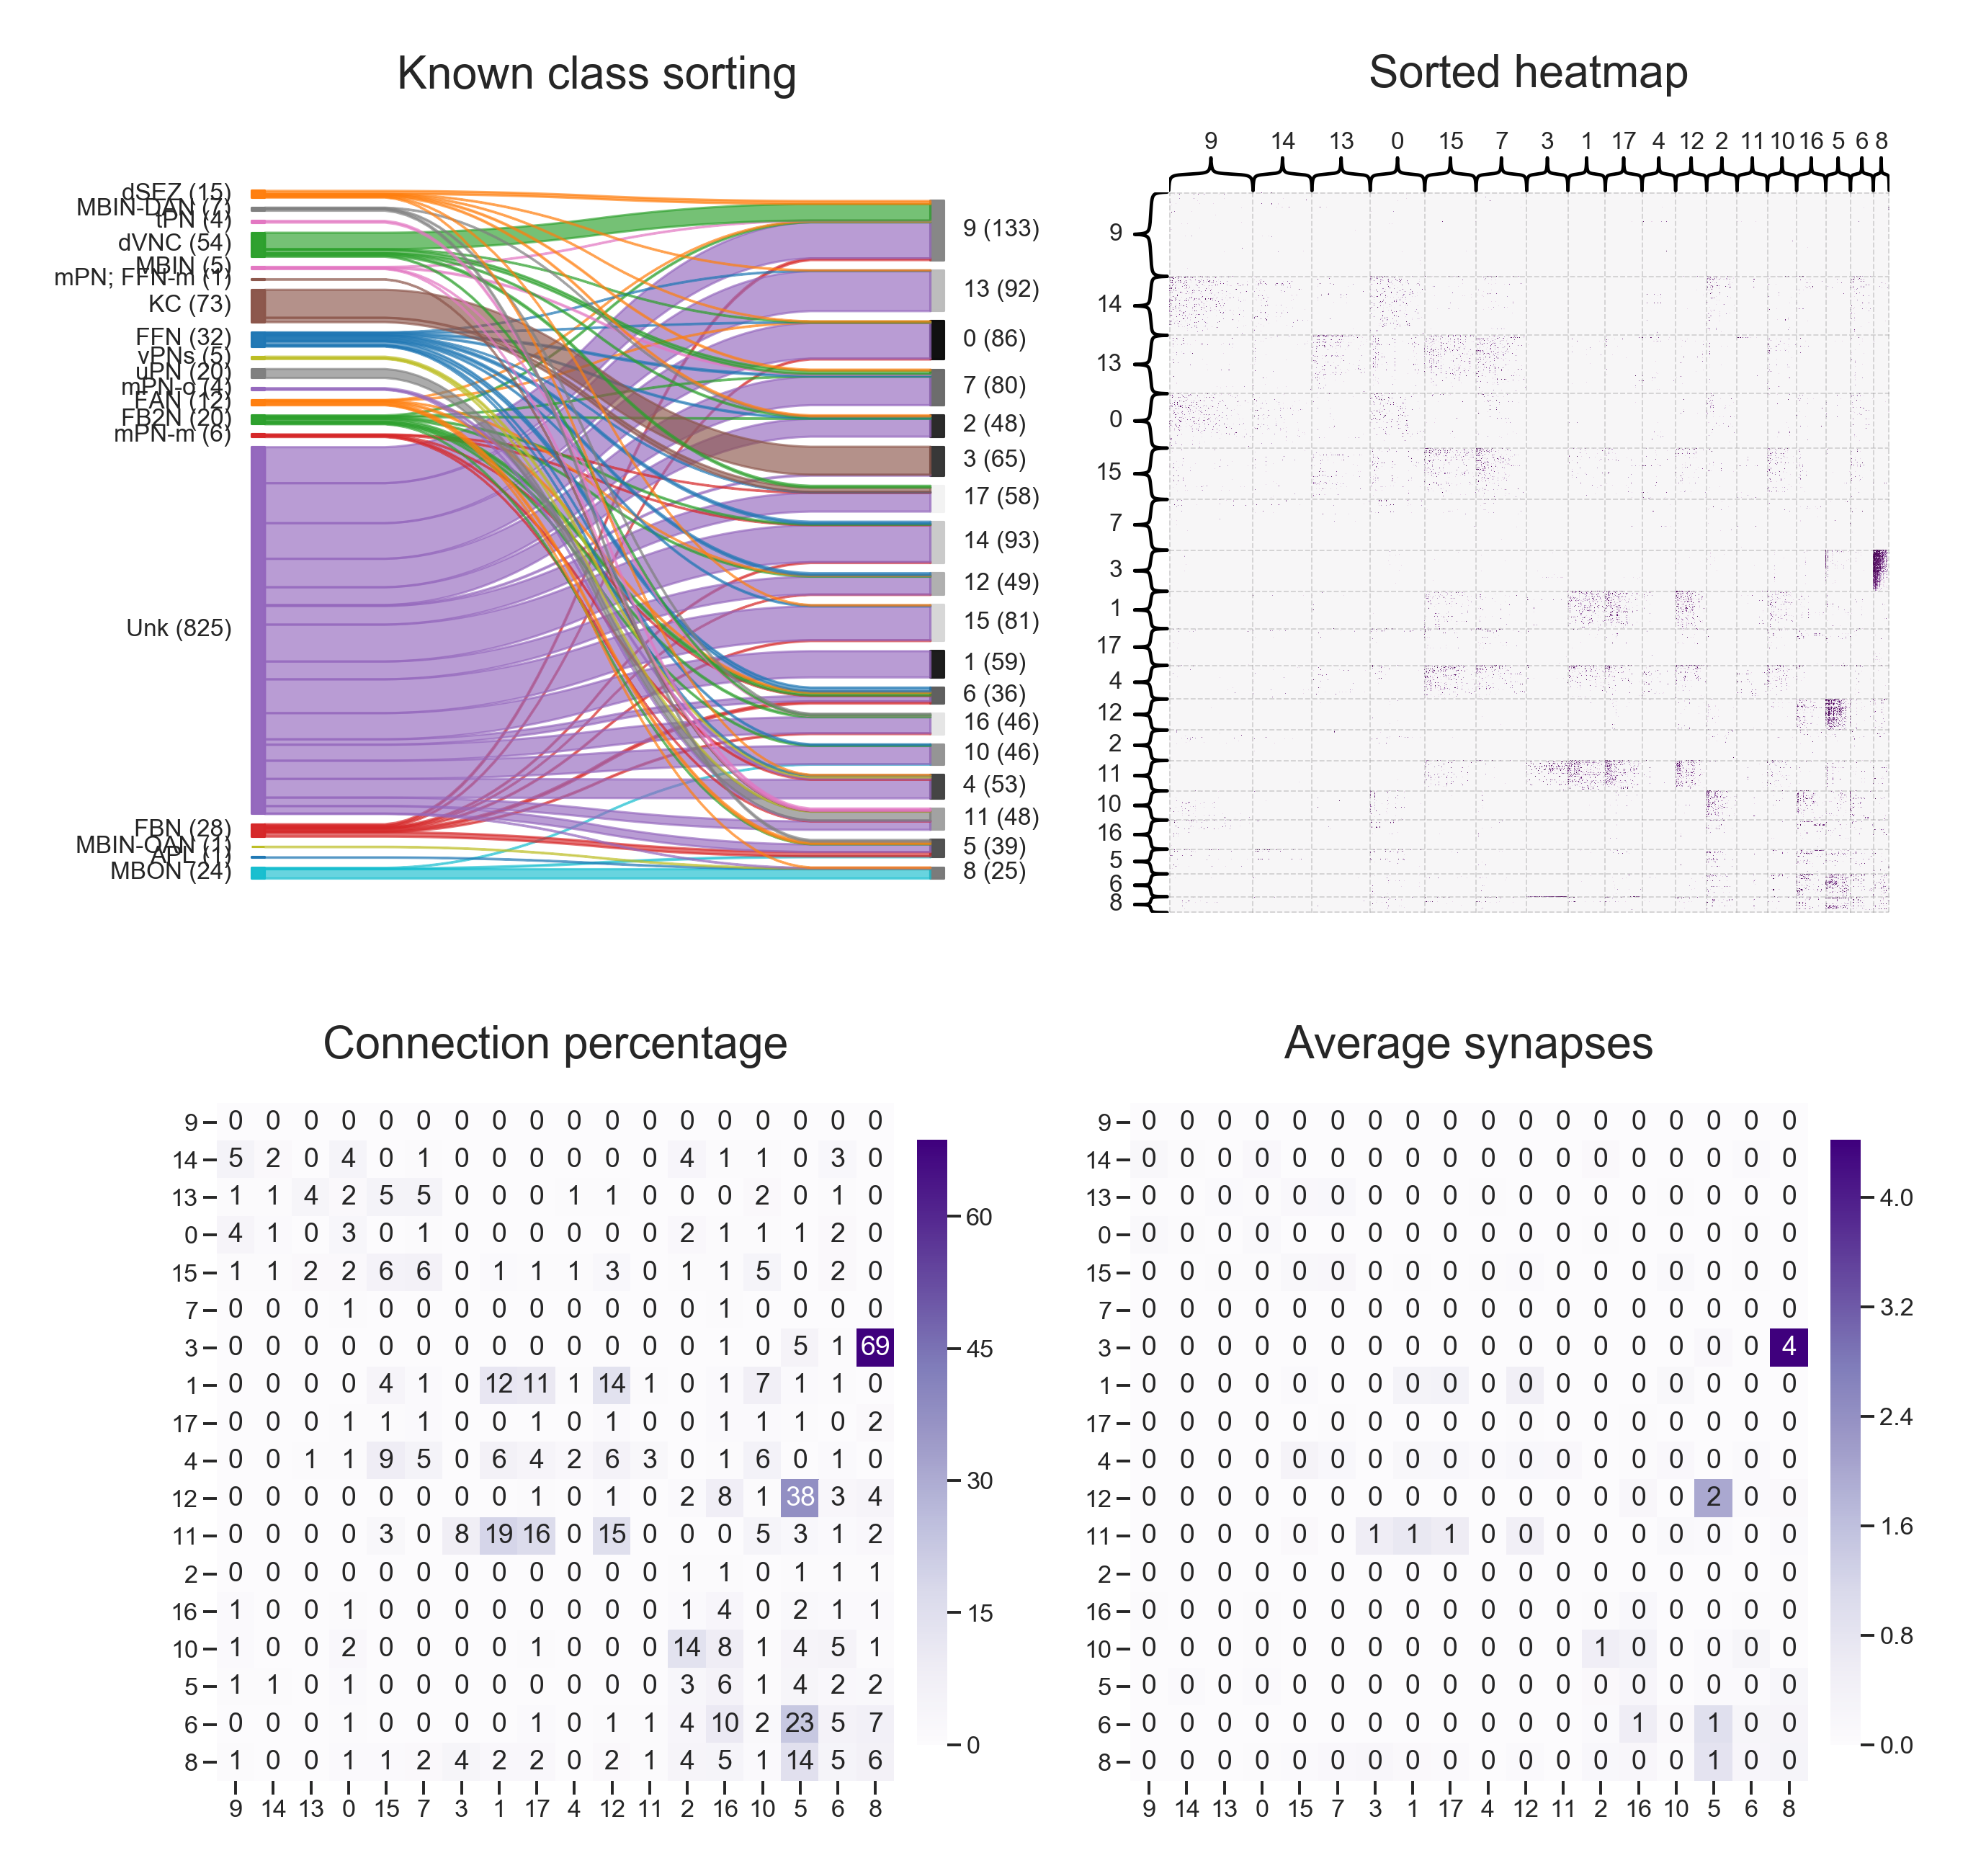 Known class sorting
dSEZ (15)
MBIN-DAN (7)
tPN (4)
dVNC (54)
MBIN (5)
mPN; FFN-m (1)
KC (73)
FFN (32)
vPNs (5)
uPN (20)
mPN-o (4)
FAN (12)
FB2N (20)
mPN-m (6)
Unk (825)
FBN (28)
MBIN-OAN (1)
APL (1)
MBON (24)
9 (133)
13 (92)
0 (86)
7 (80)
2 (48)
3 (65)
17 (58)
14 (93)
12 (49)
15 (81)
1 (59)
6 (36)
16 (46)
10 (46)
4 (53)
11 (48)
5 (39)
8 (25)
Sorted heatmap
9 14 13 0 15 7 3 1 17 4 12 2 11 10 16 5 6 8
9
14
13
0
15
7
3
1
17
4
12
2
11
10
16
5
6
8
Connection percentage
9 0 0 0 0 0 0 0 0 0 0 0 0 0 0 0 0 0 0
14 5 2 0 4 0 1 0 0 0 0 0 0 4 1 1 0 3 0
13 1 1 4 2 5 5 0 0 0 1 1 0 0 0 2 0 1 0
0 4 1 0 3 0 1 0 0 0 0 0 0 2 1 1 1 2 0
15 1 1 2 2 6 6 0 1 1 1 3 0 1 1 5 0 2 0
7 0 0 0 1 0 0 0 0 0 0 0 0 0 1 0 0 0 0
3 0 0 0 0 0 0 0 0 0 0 0 0 0 1 0 5 1 69
1 0 0 0 0 4 1 0 12 11 1 14 1 0 1 7 1 1 0
17 0 0 0 1 1 1 0 0 1 0 1 0 0 1 1 1 0 2
4 0 0 1 1 9 5 0 6 4 2 6 3 0 1 6 0 1 0
12 0 0 0 0 0 0 0 0 1 0 1 0 2 8 1 38 3 4
11 0 0 0 0 3 0 8 19 16 0 15 0 0 0 5 3 1 2
2 0 0 0 0 0 0 0 0 0 0 0 0 1 1 0 1 1 1
16 1 0 0 1 0 0 0 0 0 0 0 0 1 4 0 2 1 1
10 1 0 0 2 0 0 0 0 1 0 0 0 14 8 1 4 5 1
5 1 1 0 1 0 0 0 0 0 0 0 0 3 6 1 4 2 2
6 0 0 0 1 0 0 0 0 1 0 1 1 4 10 2 23 5 7
8 1 0 0 1 1 2 4 2 2 0 2 1 4 5 1 14 5 6
9 14 13 0 15 7 3 1 17 4 12 11 2 16 10 5 6 8
60
45
30
15
0
Average synapses
9 0 0 0 0 0 0 0 0 0 0 0 0 0 0 0 0 0 0
14 0 0 0 0 0 0 0 0 0 0 0 0 0 0 0 0 0 0
13 0 0 0 0 0 0 0 0 0 0 0 0 0 0 0 0 0 0
0 0 0 0 0 0 0 0 0 0 0 0 0 0 0 0 0 0 0
15 0 0 0 0 0 0 0 0 0 0 0 0 0 0 0 0 0 0
7 0 0 0 0 0 0 0 0 0 0 0 0 0 0 0 0 0 0
3 0 0 0 0 0 0 0 0 0 0 0 0 0 0 0 0 0 4
1 0 0 0 0 0 0 0 0 0 0 0 0 0 0 0 0 0 0
17 0 0 0 0 0 0 0 0 0 0 0 0 0 0 0 0 0 0
4 0 0 0 0 0 0 0 0 0 0 0 0 0 0 0 0 0 0
12 0 0 0 0 0 0 0 0 0 0 0 0 0 0 0 2 0 0
11 0 0 0 0 0 0 1 1 1 0 0 0 0 0 0 0 0 0
2 0 0 0 0 0 0 0 0 0 0 0 0 0 0 0 0 0 0
16 0 0 0 0 0 0 0 0 0 0 0 0 0 0 0 0 0 0
10 0 0 0 0 0 0 0 0 0 0 0 0 1 0 0 0 0 0
5 0 0 0 0 0 0 0 0 0 0 0 0 0 0 0 0 0 0
6 0 0 0 0 0 0 0 0 0 0 0 0 0 1 0 1 0 0
8 0 0 0 0 0 0 0 0 0 0 0 0 0 0 0 1 0 0
9 14 13 0 15 7 3 1 17 4 12 11 2 16 10 5 6 8
4.0
3.2
2.4
1.6
0.8
0.0